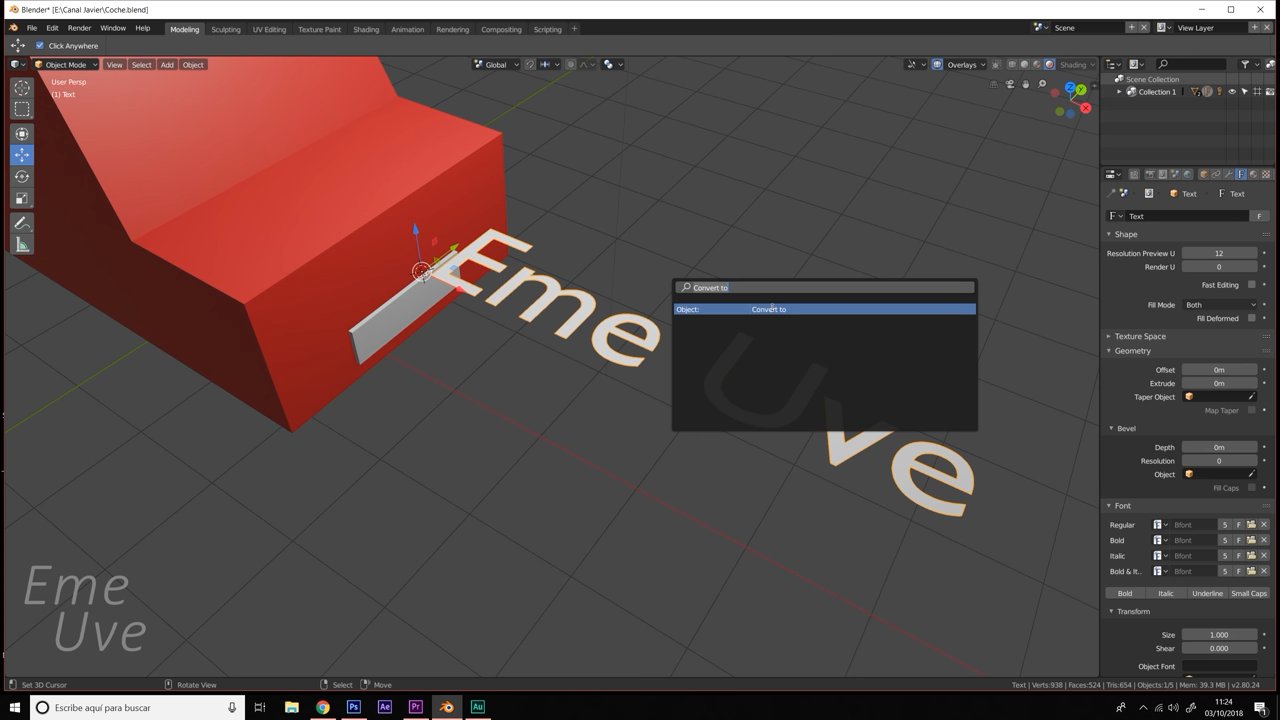 Blender* [E:\Canal Javier\Coche.blend]
File Edit Render Window Help
Modeling Sculpting UV Editing Texture Paint Shading Animation Rendering Compositing Scripting
Scene View Layer
Click Anywhere
Object Mode View Select Add Object
Global Overlays Shading
User Persp
(1) Text
Scene Collection
Collection 1
Text Text
Text F
Shape
Resolution Preview U 12
Render U 0
Fast Editing
Fill Mode Both
Fill Deformed
Texture Space
Geometry
Offset 0m
Extrude 0m
Taper Object
Map Taper
Bevel
Depth 0m
Resolution 0
Object
Fill Caps
Font
Regular Bfont 5 F
Bold Bfont 5 F
Italic Bfont 5 F
Bold & It.. Bfont 5 F
Bold Italic Underline Small Caps
Transform
Size 1.000
Shear 0.000
Object Font
Convert to
Object: Convert to
Eme Uve
Eme
Uve
Set 3D Cursor Rotate View Select Move
Text | Verts:938 | Faces:524 | Tris:654 | Objects:1/5 | Mem: 39.3 MB | v2.80.24
Escribe aquí para buscar
Ps Ae Pr Au
11:24
03/10/2018